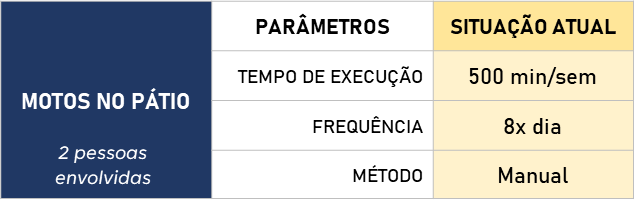 PARÂMETROS SITUAÇÃO ATUAL
MOTOS NO PÁTIO
2 pessoas
envolvidas
TEMPO DE EXECUÇÃO 500 min/sem
FREQUÊNCIA 8x dia
MÉTODO Manual